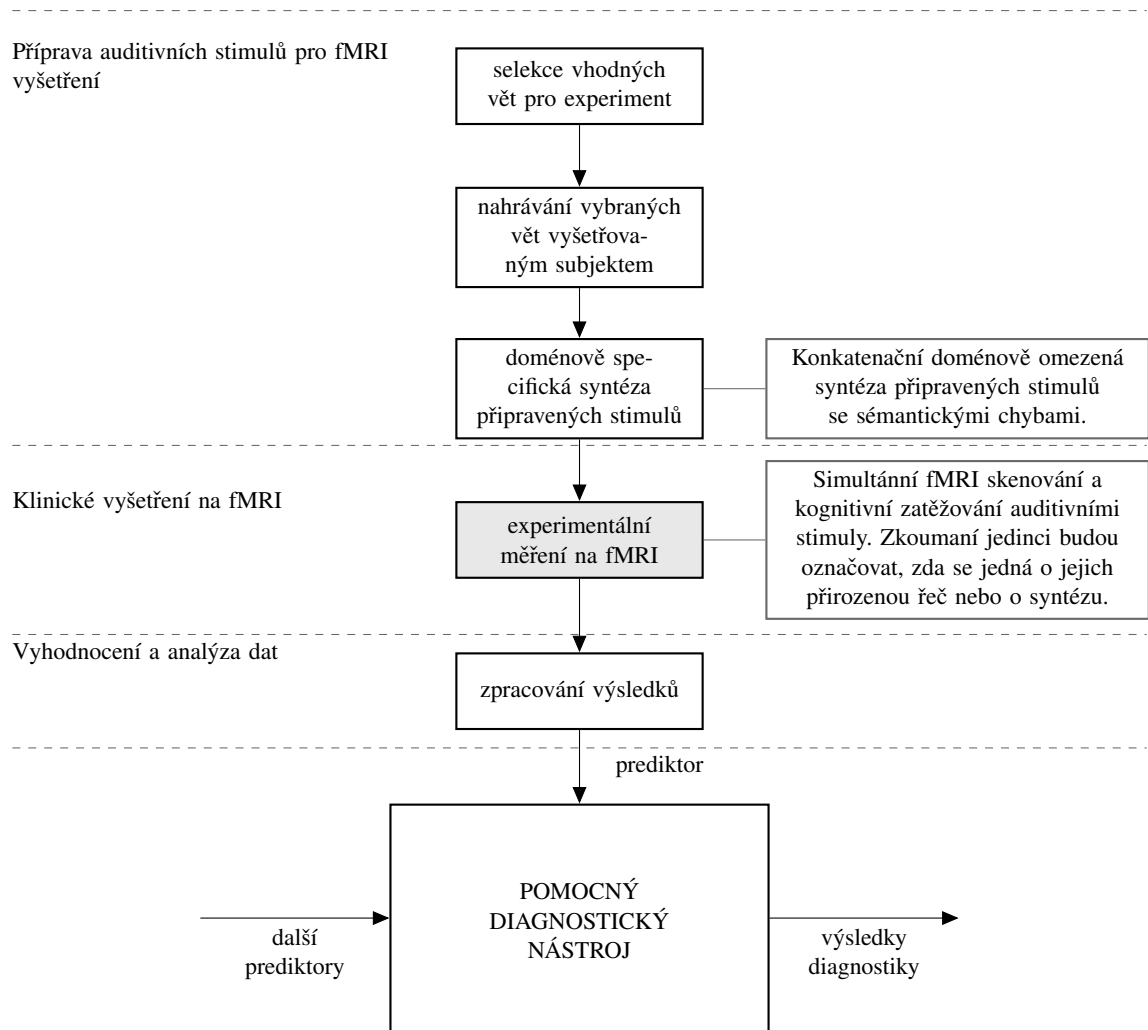 Příprava auditivních stimulů pro fMRI
vyšetření
selekce vhodných
vět pro experiment
nahrávání vybraných
vět vyšetřova-
ným subjektem
doménově spe-
cifická syntéza
připravených stimulů
Konkatenační doménově omezená
syntéza připravených stimulů
se sémantickými chybami.
Klinické vyšetření na fMRI
experimentální
měření na fMRI
Simultánní fMRI skenování a
kognitivní zatěžování auditivními
stimuly. Zkoumaní jedinci budou
označovat, zda se jedná o jejich
přirozenou řeč nebo o syntézu.
Vyhodnocení a analýza dat
zpracování výsledků
prediktor
POMOCNÝ
DIAGNOSTICKÝ
NÁSTROJ
další
prediktory
výsledky
diagnostiky